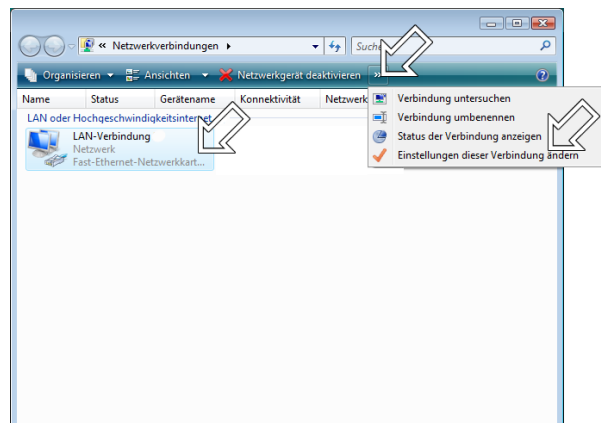 « Netzwerkverbindungen
Suche
Organisieren Ansichten Netzwerkgerät deaktivieren »
Name Status Gerätename Konnektivität Netzwerk
Verbindung untersuchen
Verbindung umbenennen
Status der Verbindung anzeigen
Einstellungen dieser Verbindung ändern
LAN oder Hochgeschwindigkeitsinternet
LAN-Verbindung
Netzwerk
Fast-Ethernet-Netzwerkkart...